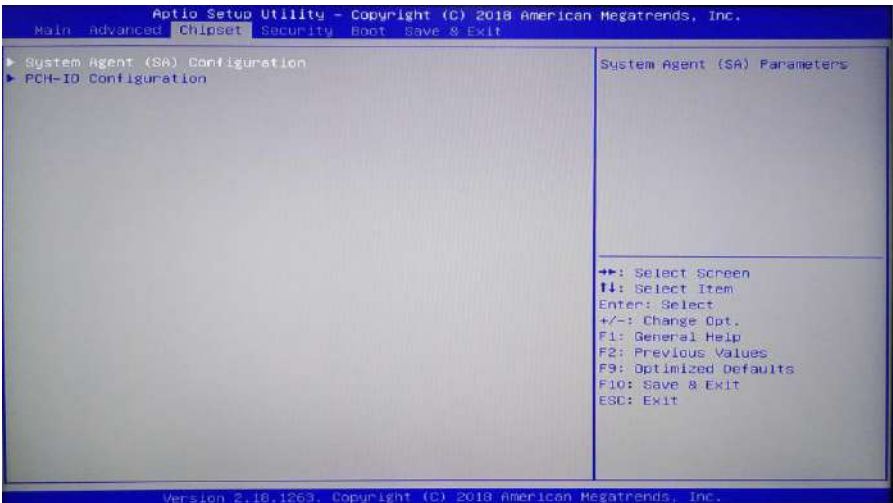 Aptio Setup Utility – Copyright (C) 2018 American Megatrends, Inc.
Main Advanced Chipset Security Boot Save & Exit
▶ System Agent (SA) Configuration
▶ PCH-IO Configuration
System Agent (SA) Parameters
→←: Select Screen
↑↓: Select Item
Enter: Select
+/-: Change Opt.
F1: General Help
F2: Previous Values
F9: Optimized Defaults
F10: Save & Exit
ESC: Exit
Version 2.18.1263. Copyright (C) 2018 American Megatrends, Inc.